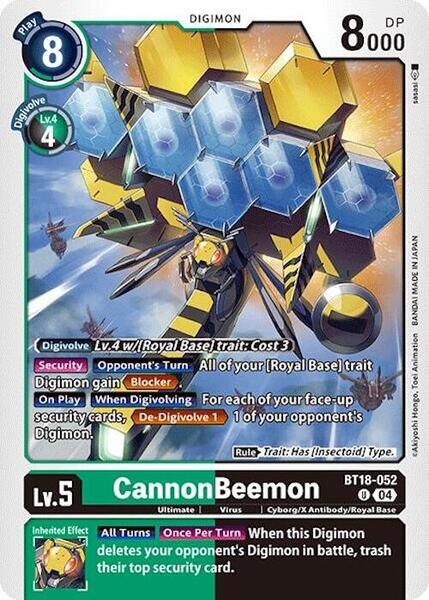 DIGIMON
Play
8
DP
8000
Digivolve
Lv.4
4
sasasi
©Akiyoshi Hongo, Toei Animation BANDAI MADE IN JAPAN
Digivolve Lv.4 w/[Royal Base] trait: Cost 3
Security Opponent's Turn All of your [Royal Base] trait
Digimon gain Blocker
On Play When Digivolving For each of your face-up
security cards, De-Digivolve 1 1 of your opponent's
Digimon.
Rule Trait: Has [Insectoid] Type.
Lv.5
CannonBeemon
BT18-052
U 04
Ultimate Virus Cyborg/X Antibody/Royal Base
Inherited Effect
All Turns Once Per Turn When this Digimon
deletes your opponent's Digimon in battle, trash
their top security card.